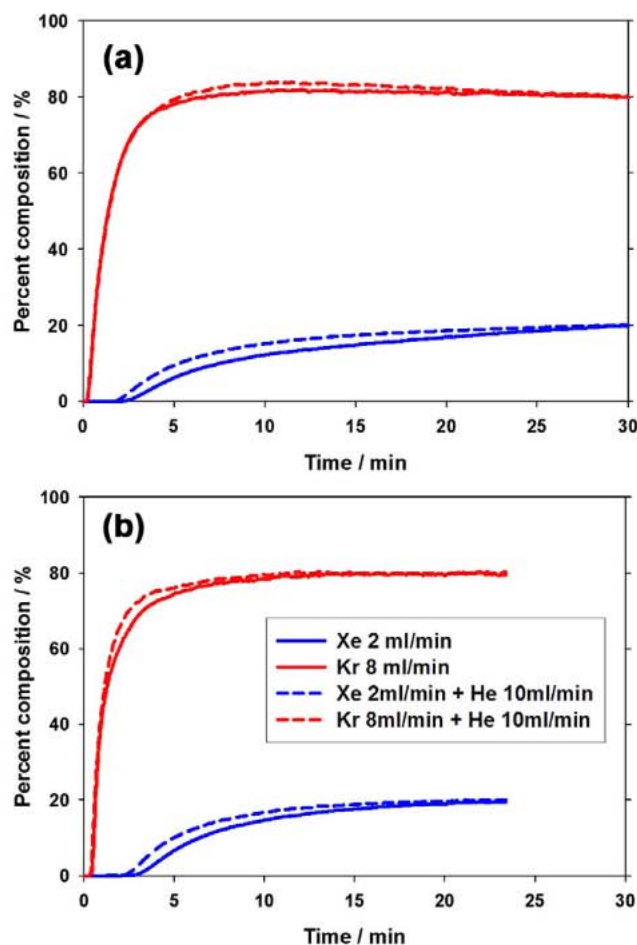 (a)
Percent composition / %
100
80
60
40
20
0
0 5 10 15 20 25 30
Time / min
(b)
Percent composition / %
100
80
60
40
20
0
Xe 2 ml/min
Kr 8 ml/min
Xe 2ml/min + He 10ml/min
Kr 8ml/min + He 10ml/min
0 5 10 15 20 25 30
Time / min